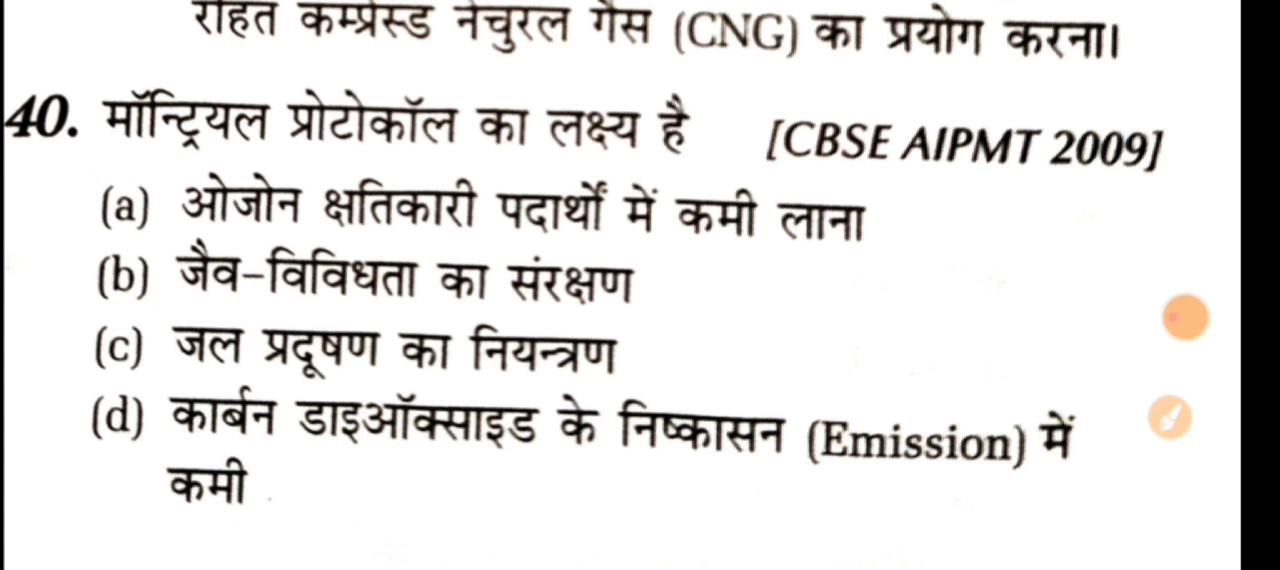 रहित कम्प्रेस्ड नेचुरल गैस (CNG) का प्रयोग करना।
40. मॉन्ट्रियल प्रोटोकॉल का लक्ष्य है [CBSE AIPMT 2009]
(a) ओजोन क्षतिकारी पदार्थों में कमी लाना
(b) जैव-विविधता का संरक्षण
(c) जल प्रदूषण का नियन्त्रण
(d) कार्बन डाइऑक्साइड के निष्कासन (Emission) में
कमी